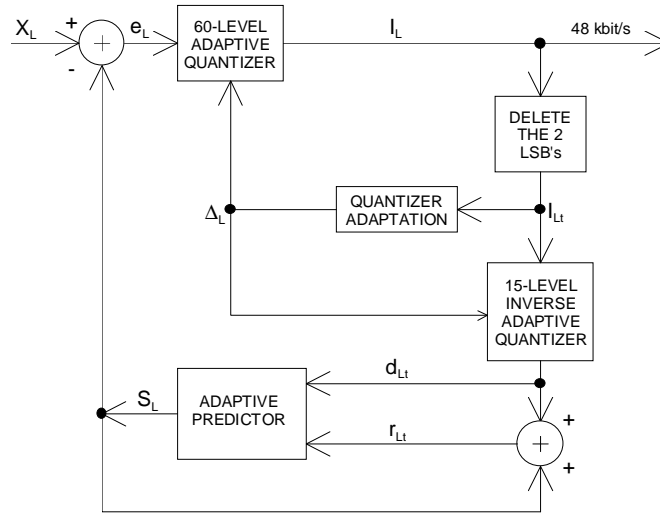 X_L
+
-
e_L
60-LEVEL
ADAPTIVE
QUANTIZER
I_L
48 kbit/s
DELETE
THE 2
LSB's
QUANTIZER
ADAPTATION
Δ_L
I_Lt
15-LEVEL
INVERSE
ADAPTIVE
QUANTIZER
d_Lt
S_L
ADAPTIVE
PREDICTOR
r_Lt
+
+